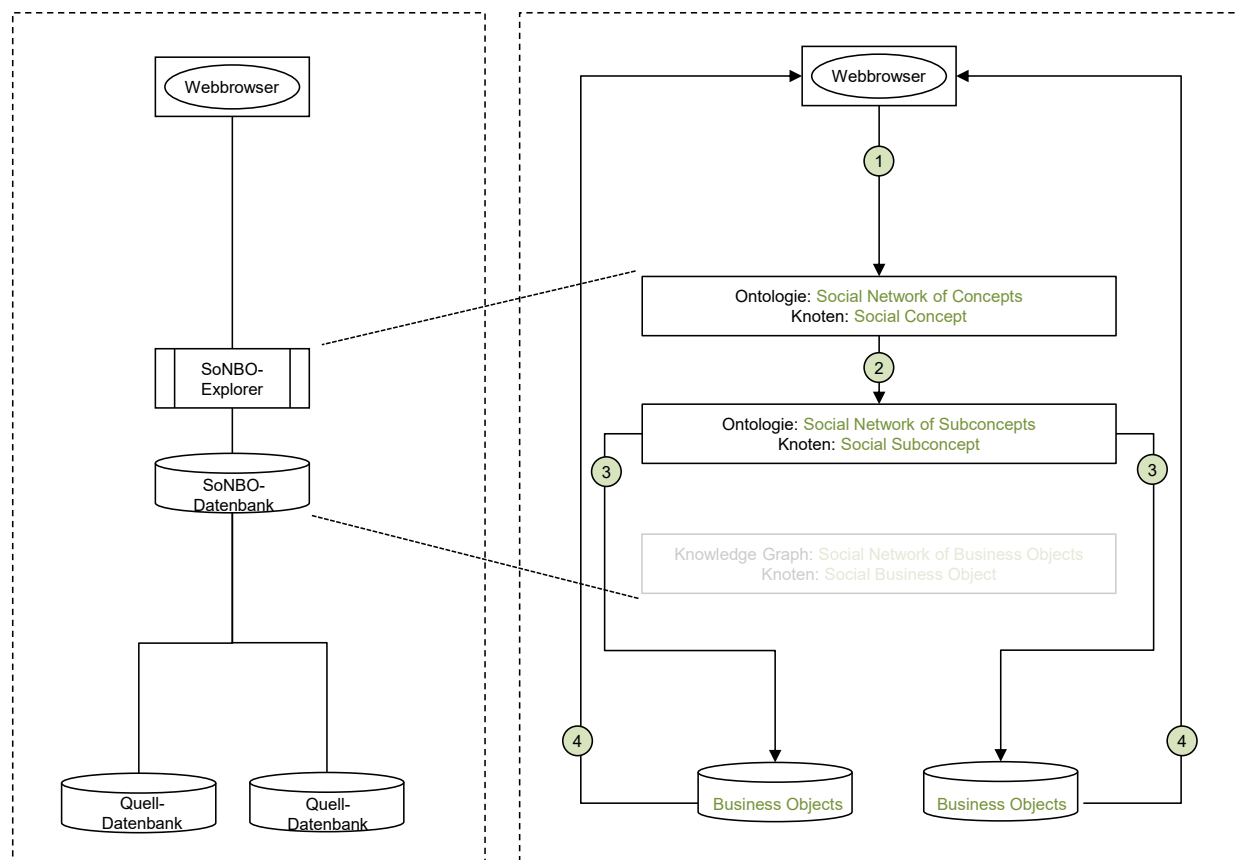 Webbrowser
SoNBO-
Explorer
SoNBO-
Datenbank
Quell-
Datenbank
Quell-
Datenbank
Webbrowser
1
Ontologie: Social Network of Concepts
Knoten: Social Concept
2
Ontologie: Social Network of Subconcepts
Knoten: Social Subconcept
3
3
Knowledge Graph: Social Network of Business Objects
Knoten: Social Business Object
4
4
Business Objects
Business Objects